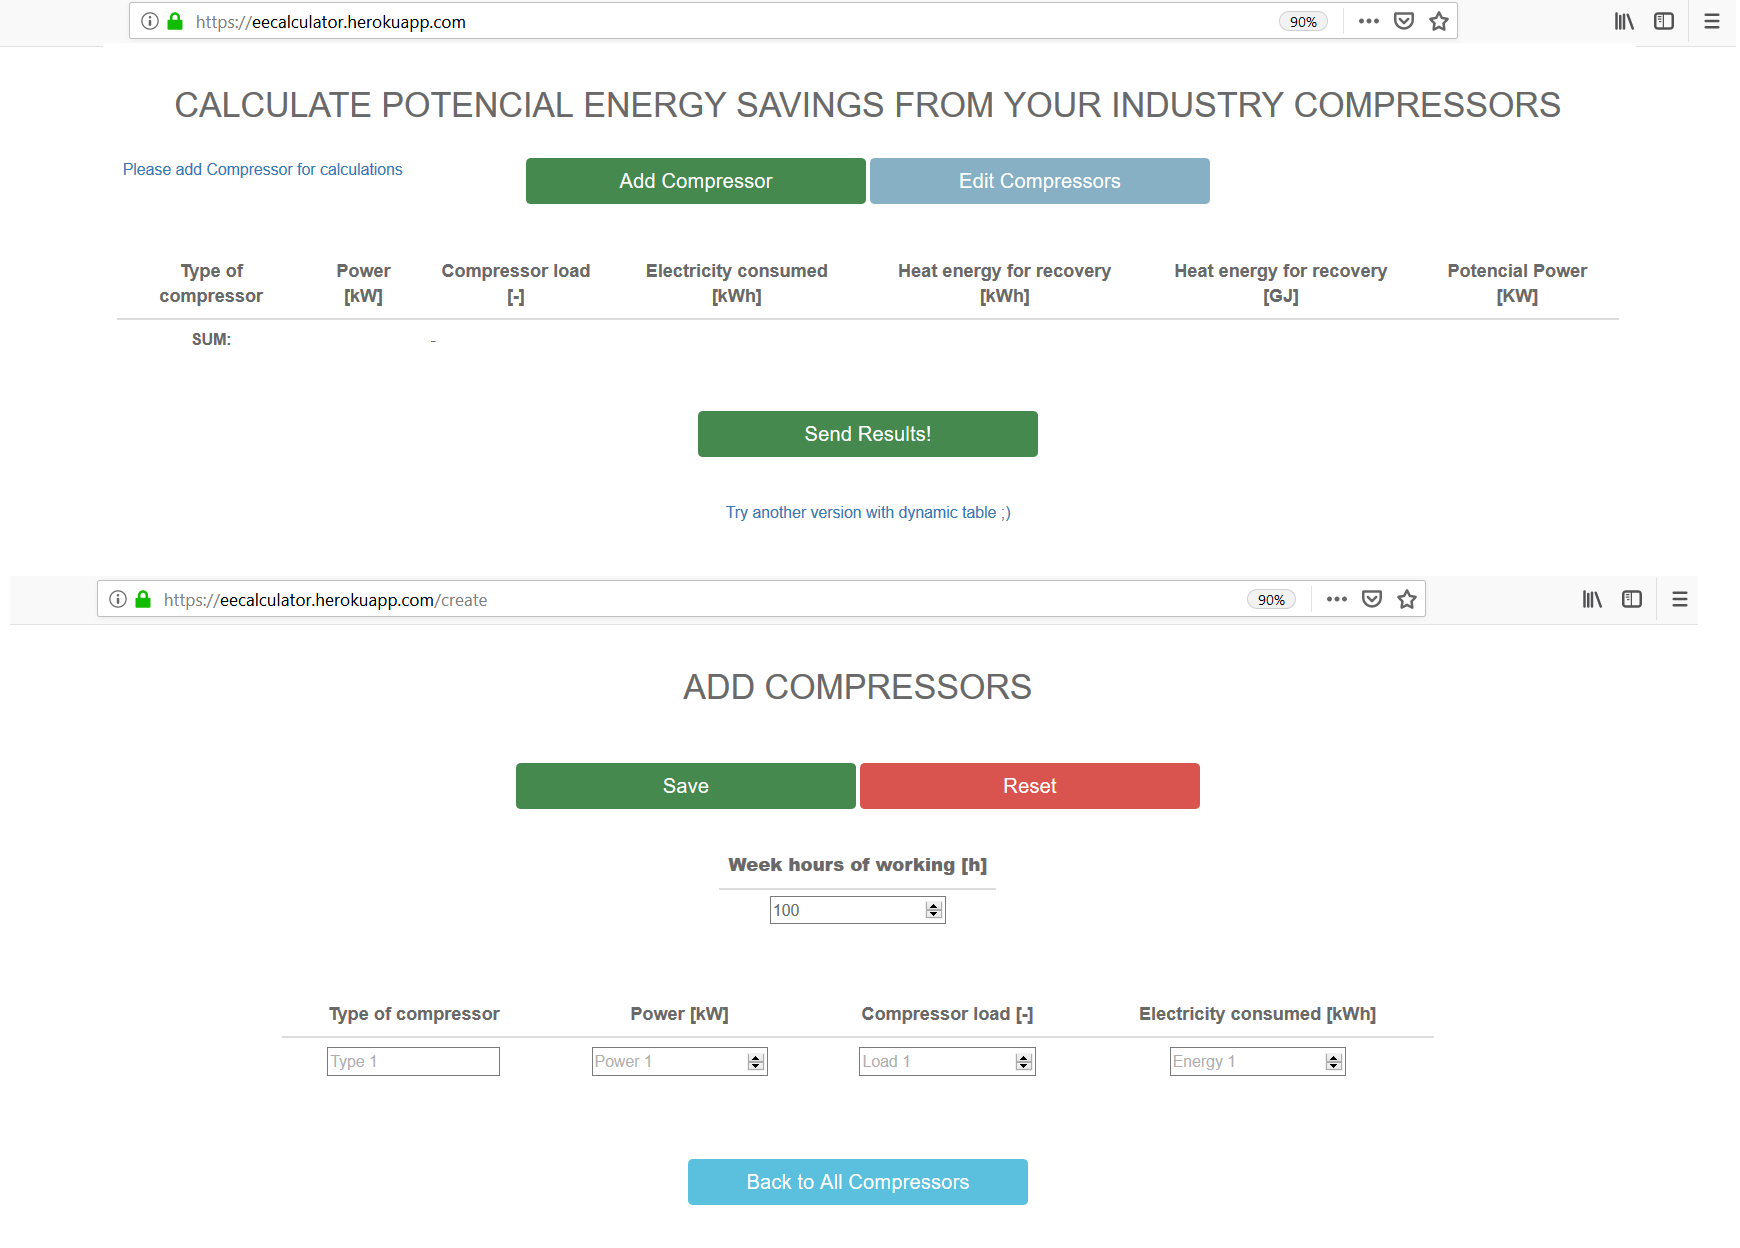 https://eecalculator.herokuapp.com 90%
CALCULATE POTENCIAL ENERGY SAVINGS FROM YOUR INDUSTRY COMPRESSORS
Please add Compressor for calculations
Add Compressor
Edit Compressors
Type of compressor
Power [kW]
Compressor load [-]
Electricity consumed [kWh]
Heat energy for recovery [kWh]
Heat energy for recovery [GJ]
Potencial Power [KW]
SUM: -
Send Results!
Try another version with dynamic table ;)
https://eecalculator.herokuapp.com/create 90%
ADD COMPRESSORS
Save
Reset
Week hours of working [h]
100
Type of compressor
Power [kW]
Compressor load [-]
Electricity consumed [kWh]
Type 1
Power 1
Load 1
Energy 1
Back to All Compressors